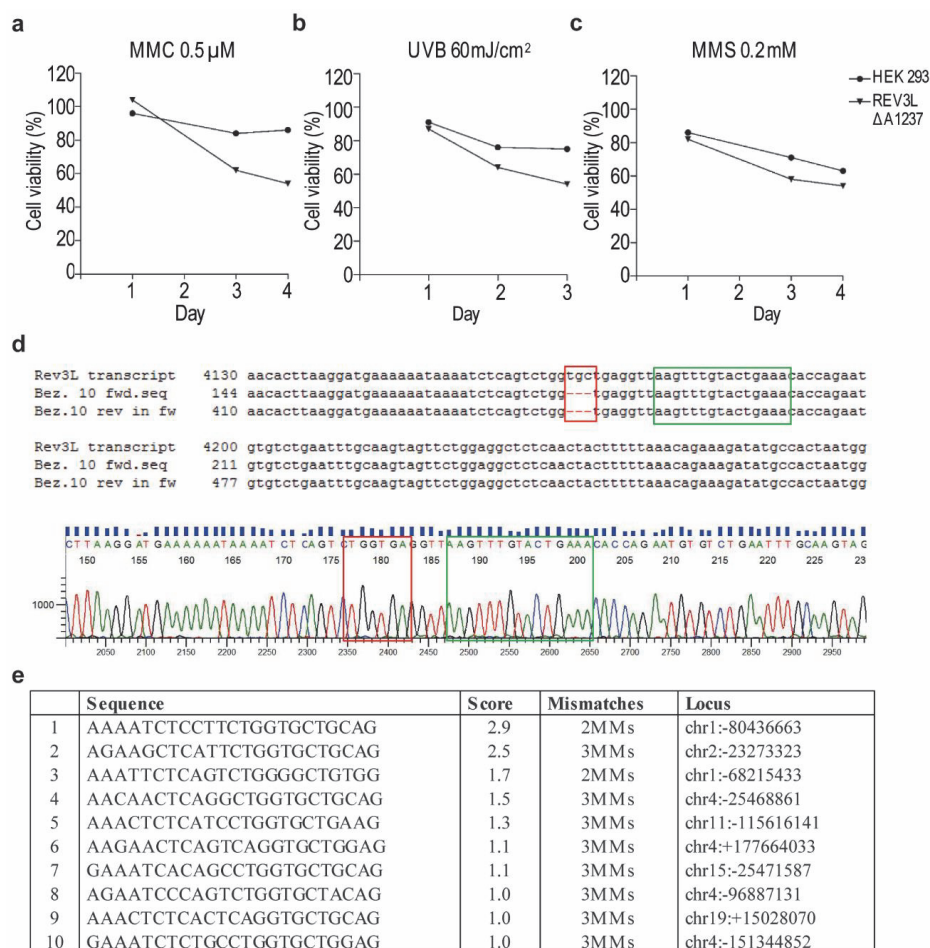 a
MMC 0.5 µM
b
UVB 60mJ/cm²
c
MMS 0.2mM
HEK 293
REV3L
ΔA1237
Cell viability (%)
120
100
80
60
40
20
0
1 2 3 4
Day
Cell viability (%)
120
100
80
60
40
20
0
1 2 3
Day
Cell viability (%)
120
100
80
60
40
20
0
1 2 3 4
Day
d
Rev3L transcript 4130 aacacttaaggatgaaaaaataaaatctcagtctggtgctgaggttaagtttgtactgaaacaccagaat
Bez. 10 fwd.seq 144 aacacttaaggatgaaaaaataaaatctcagtctgg---tgaggttaagtttgtactgaaacaccagaat
Bez.10 rev in fw 410 aacacttaaggatgaaaaaataaaatctcagtctgg---tgaggttaagtttgtactgaaacaccagaat
Rev3L transcript 4200 gtgtctgaatttgcaagtagttctggaggctctcaactactttttaaacagaaagatatgccactaatgg
Bez. 10 fwd.seq 211 gtgtctgaatttgcaagtagttctggaggctctcaactactttttaaacagaaagatatgccactaatgg
Bez.10 rev in fw 477 gtgtctgaatttgcaagtagttctggaggctctcaactactttttaaacagaaagatatgccactaatgg
CTTAAGGATGAAAAAATAAAATCTCAGTCTGGTGAGGTTAAGTTTGTACTGAAACACCAGAATGTGTCTGAATTTGCAAGTAG
150 155 160 165 170 175 180 185 190 195 200 205 210 215 220 225 23
1000
2050 2100 2150 2200 2250 2300 2350 2400 2450 2500 2550 2600 2650 2700 2750 2800 2850 2900 2950
e
Sequence Score Mismatches Locus
1 AAAATCTCCTTCTGGTGCTGCAG 2.9 2MMs chr1:-80436663
2 AGAAGCTCATTCTGGTGCTGCAG 2.5 3MMs chr2:-23273323
3 AAATTCTCAGTCTGGGGCTGTGG 1.7 2MMs chr1:-68215433
4 AACAACTCAGGCTGGTGCTGCAG 1.5 3MMs chr4:-25468861
5 AAACTCTCATCCTGGTGCTGAAG 1.3 3MMs chr11:-115616141
6 AAGAACTCAGTCAGGTGCTGGAG 1.1 3MMs chr4:+177664033
7 GAAATCACAGCCTGGTGCTGCAG 1.1 3MMs chr15:-25471587
8 AGAATCCCAGTCTGGTGCTACAG 1.0 3MMs chr4:-96887131
9 AAACTCTCACTCAGGTGCTGCAG 1.0 3MMs chr19:+15028070
10 GAAATCTCTGCCTGGTGCTGGAG 1.0 3MMs chr4:-151344852